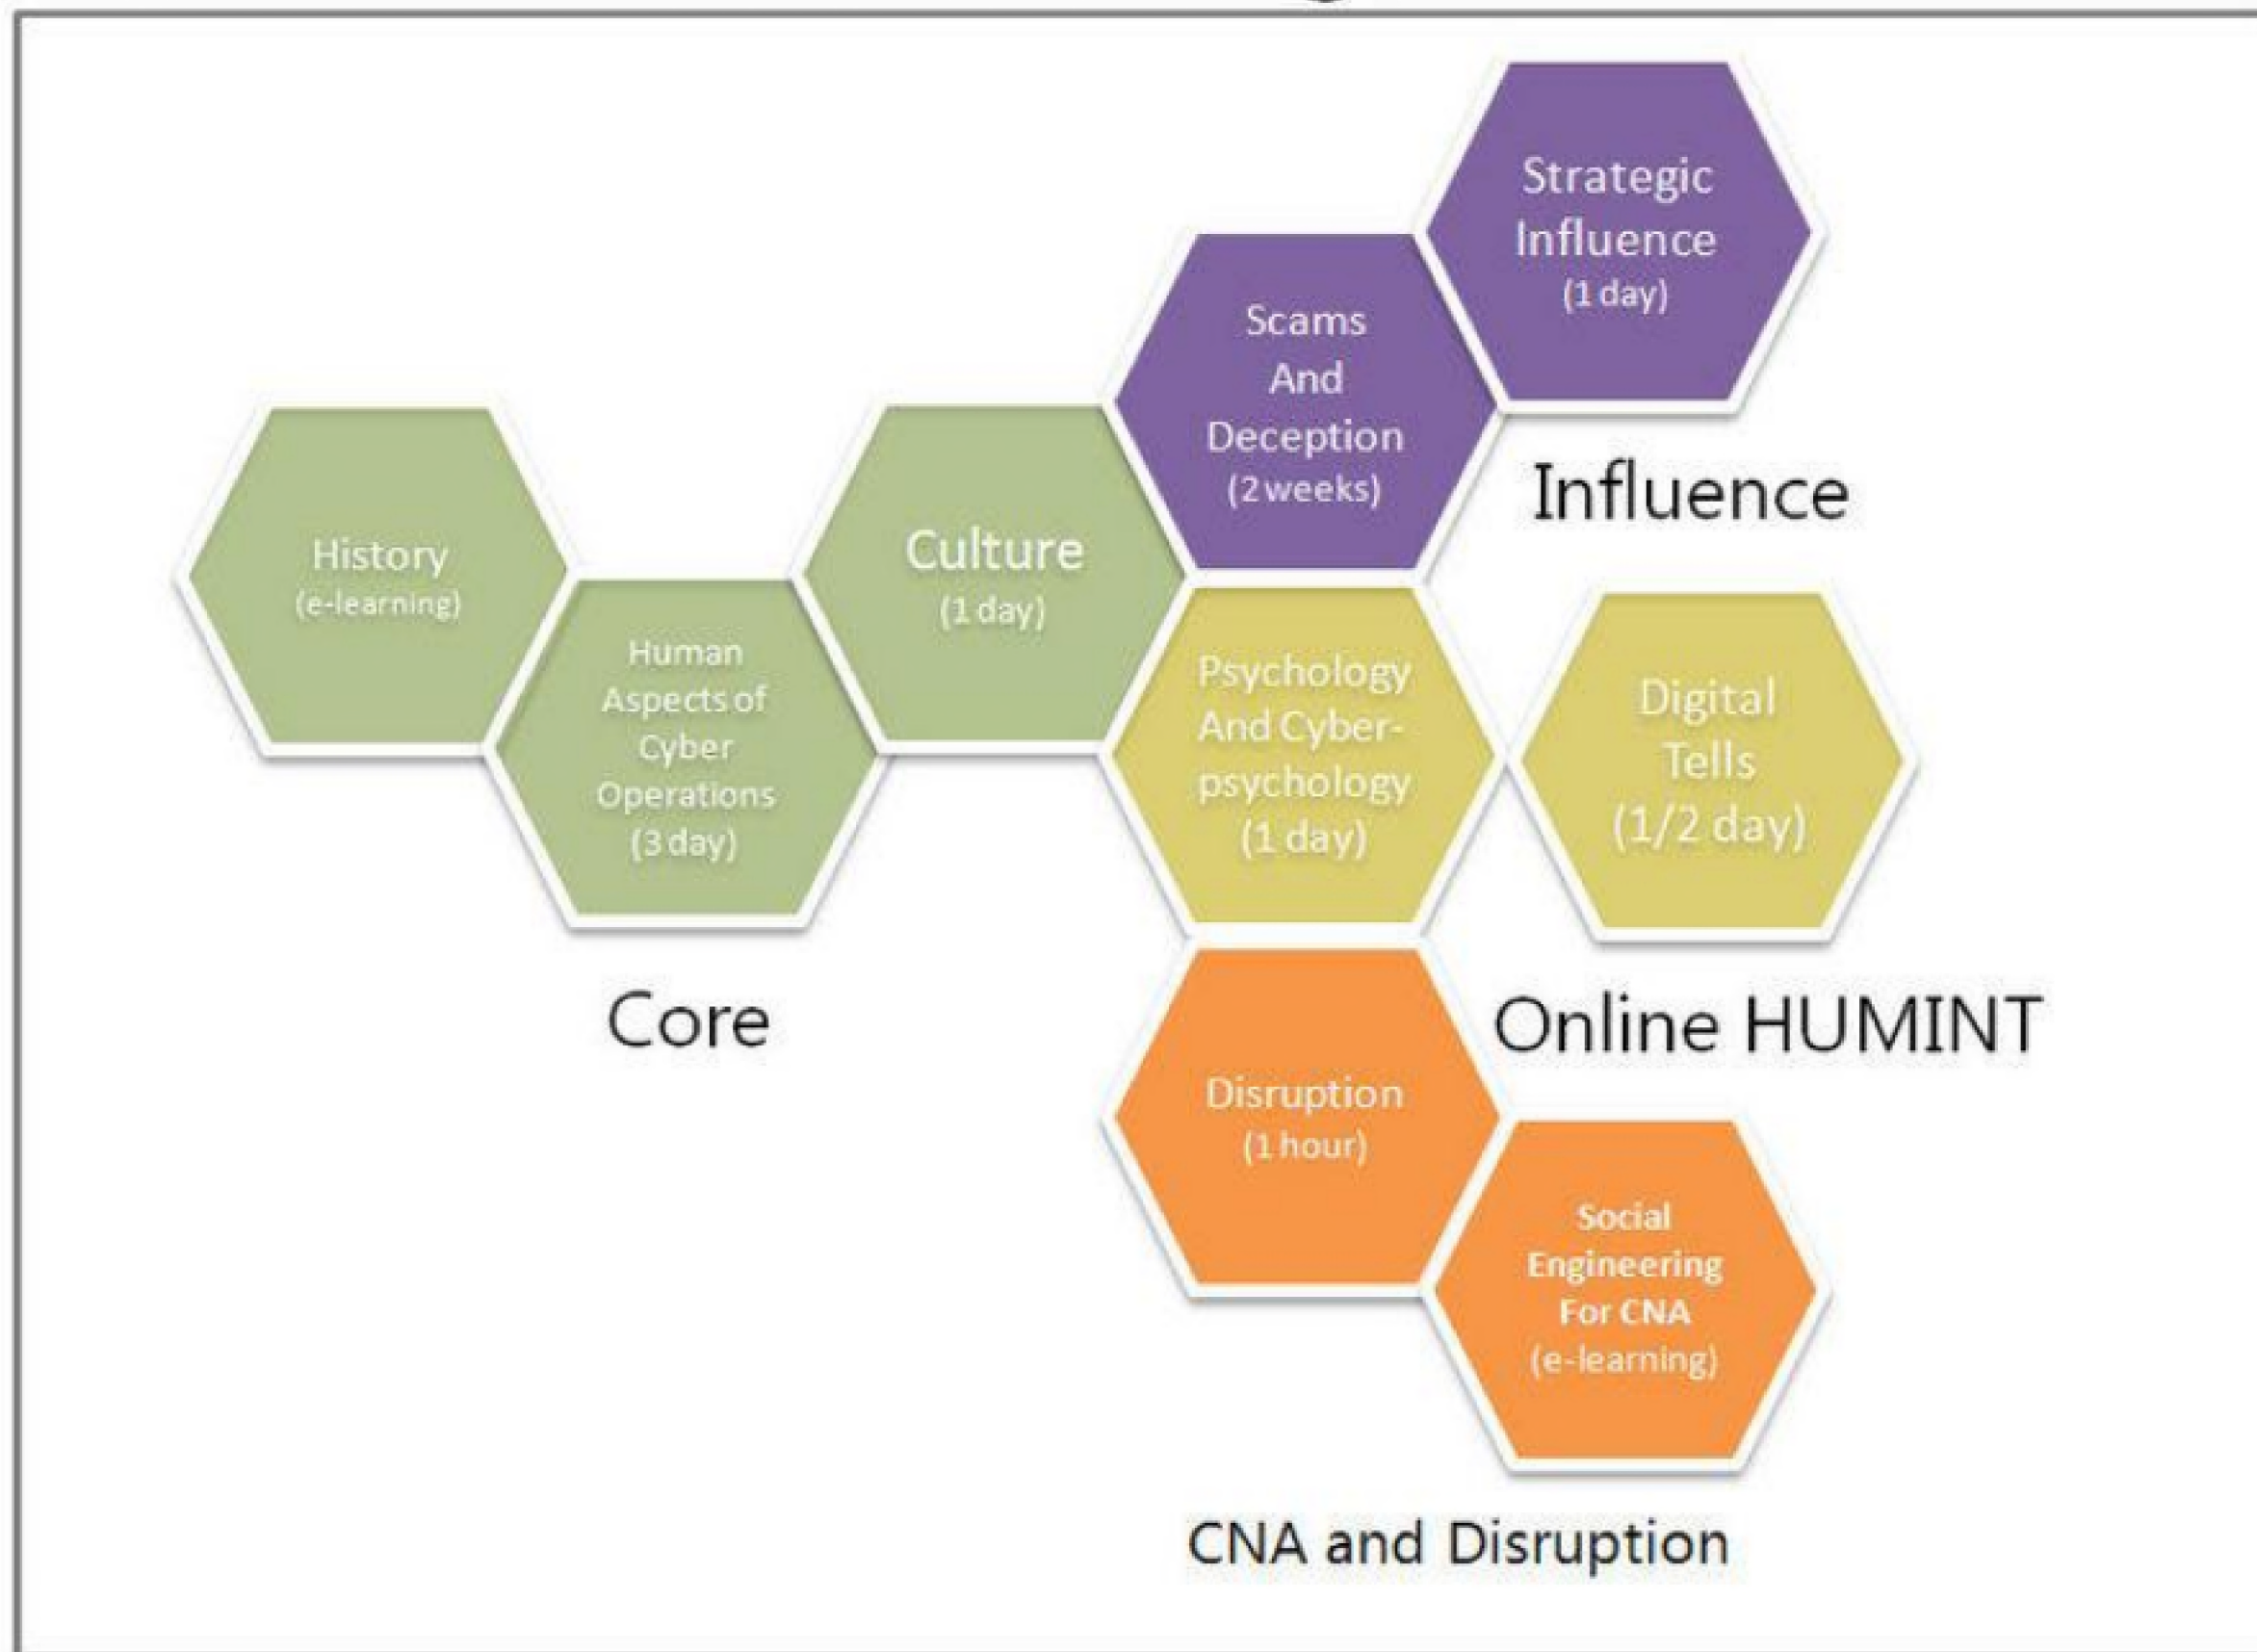 History
(e-learning)
Human
Aspects of
Cyber
Operations
(3 day)
Culture
(1 day)
Core
Scams
And
Deception
(2 weeks)
Strategic
Influence
(1 day)
Influence
Psychology
And Cyber-
psychology
(1 day)
Digital
Tells
(1/2 day)
Online HUMINT
Disruption
(1 hour)
Social
Engineering
For CNA
(e-learning)
CNA and Disruption